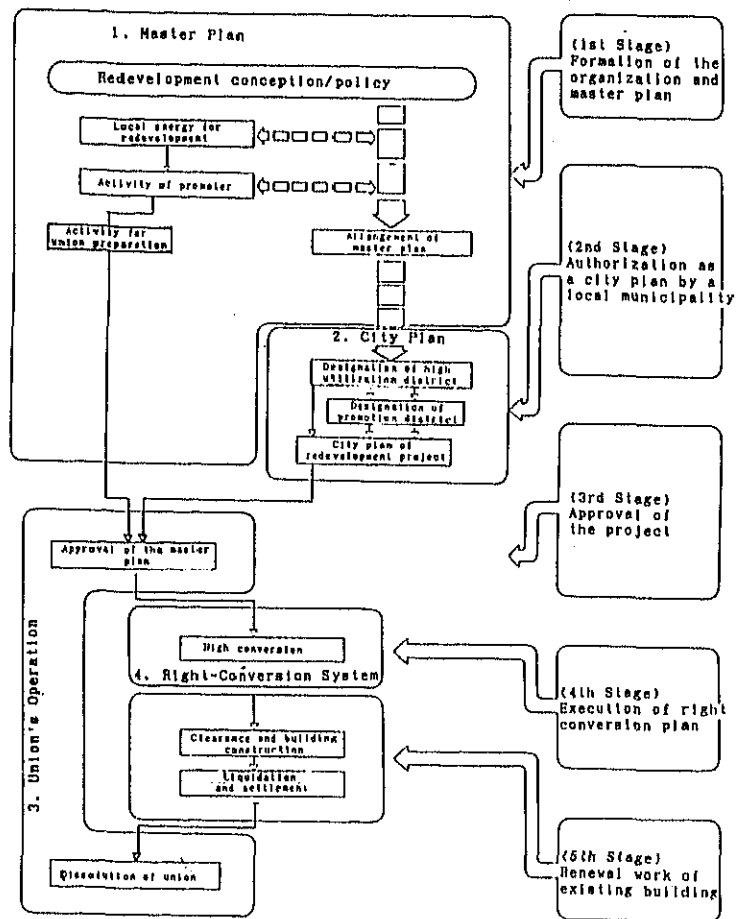 1. Master Plan
Redevelopment conception/policy
Local energy for
redevelopment
Activity of promoter
Activity for
union preparation
Arrangement of
master plan
2. City Plan
Designation of high
utilization district
Designation of
promotion district
City plan of
redevelopment project
3. Union's Operation
Approval of the master
plan
High conversion
4. Right-Conversion System
Clearance and building
construction
Liquidation
and settlement
Dissolution of union
(1st Stage)
Formation of the
organization and
master plan
(2nd Stage)
Authorization as
a city plan by a
local municipality
(3rd Stage)
Approval of
the project
(4th Stage)
Execution of right
conversion plan
(5th Stage)
Renewal work of
existing building